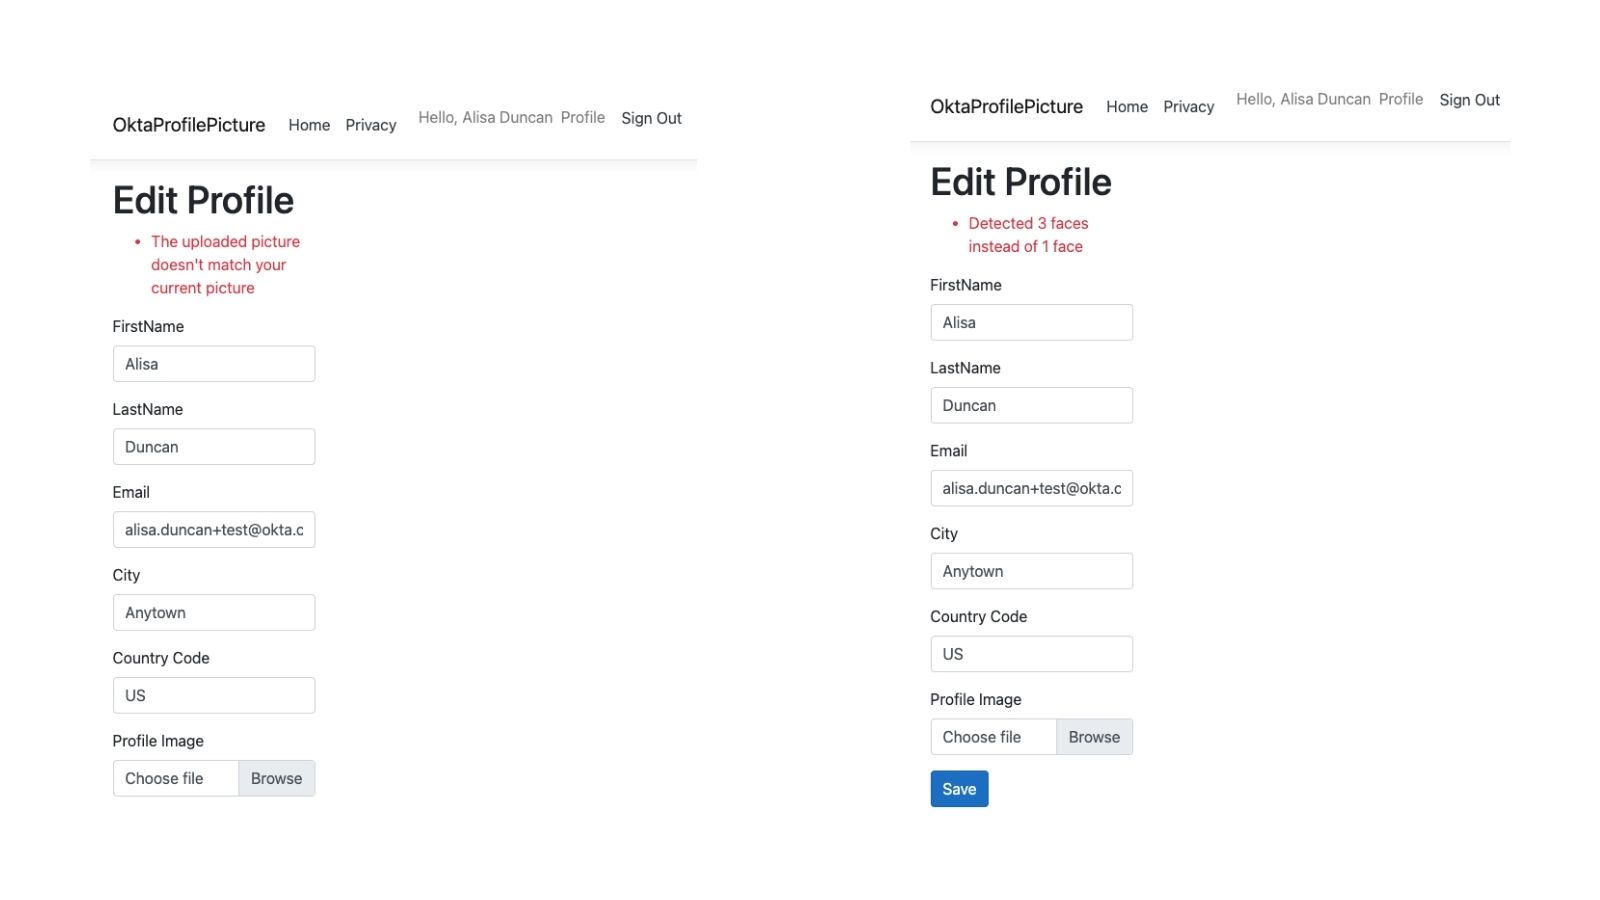 OktaProfilePicture Home Privacy Hello, Alisa Duncan Profile Sign Out
Edit Profile
• The uploaded picture
doesn't match your
current picture
FirstName
Alisa
LastName
Duncan
Email
alisa.duncan+test@okta.c
City
Anytown
Country Code
US
Profile Image
Choose file Browse
OktaProfilePicture Home Privacy Hello, Alisa Duncan Profile Sign Out
Edit Profile
• Detected 3 faces
instead of 1 face
FirstName
Alisa
LastName
Duncan
Email
alisa.duncan+test@okta.c
City
Anytown
Country Code
US
Profile Image
Choose file Browse
Save